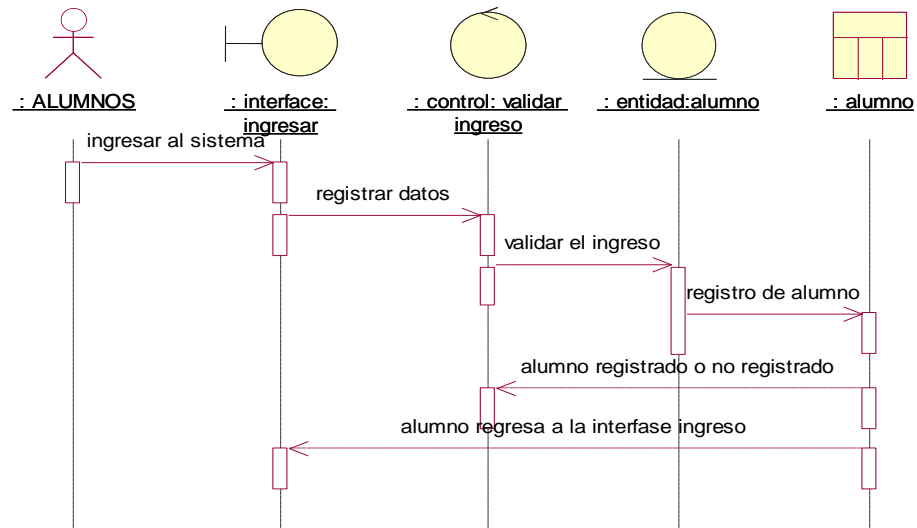 : ALUMNOS
: interface:
ingresar
: control: validar
ingreso
: entidad:alumno
: alumno
ingresar al sistema
registrar datos
validar el ingreso
registro de alumno
alumno registrado o no registrado
alumno regresa a la interfase ingreso